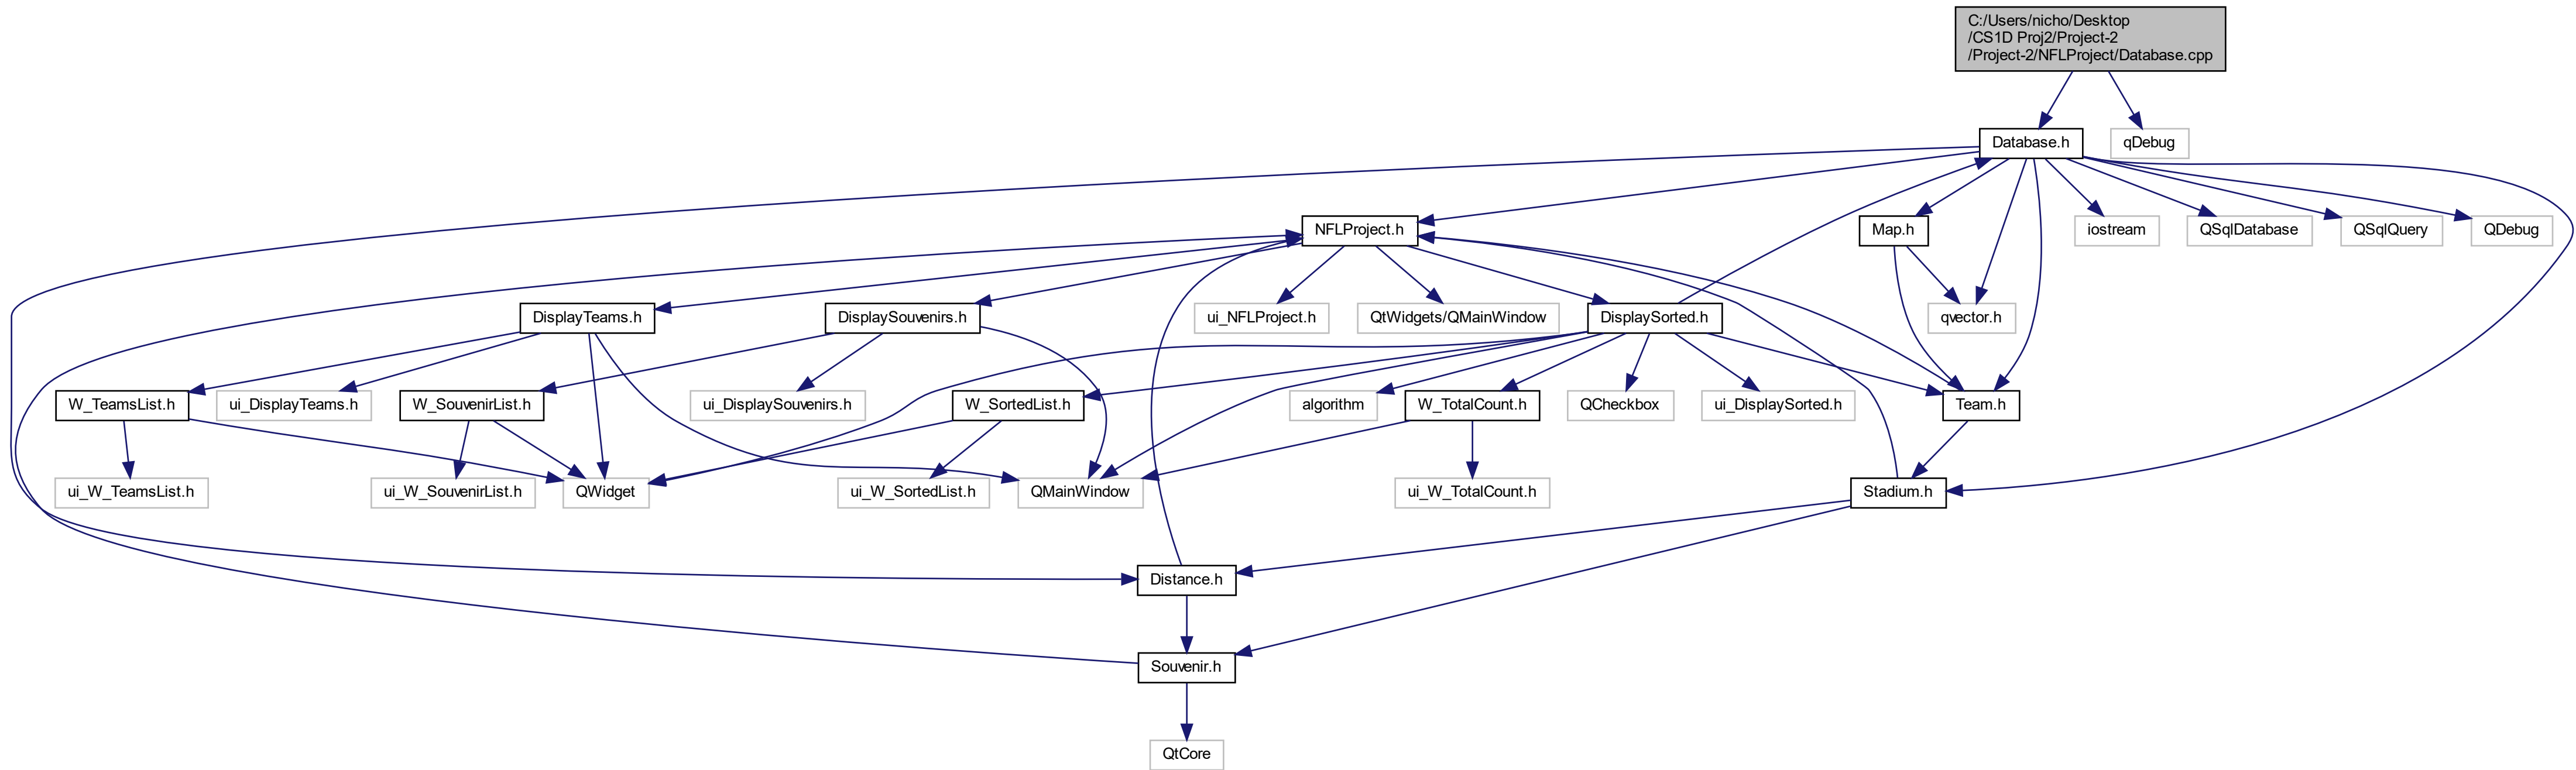 C:/Users/nicho/Desktop
/CS1D Proj2/Project-2
/Project-2/NFLProject/Database.cpp
Database.h
qDebug
NFLProject.h
Map.h
iostream
QSqlDatabase
QSqlQuery
QDebug
DisplayTeams.h
DisplaySouvenirs.h
ui_NFLProject.h
QtWidgets/QMainWindow
DisplaySorted.h
qvector.h
W_TeamsList.h
ui_DisplayTeams.h
W_SouvenirList.h
ui_DisplaySouvenirs.h
W_SortedList.h
algorithm
W_TotalCount.h
QCheckbox
ui_DisplaySorted.h
Team.h
ui_W_TeamsList.h
ui_W_SouvenirList.h
QWidget
ui_W_SortedList.h
QMainWindow
ui_W_TotalCount.h
Stadium.h
Distance.h
Souvenir.h
QtCore